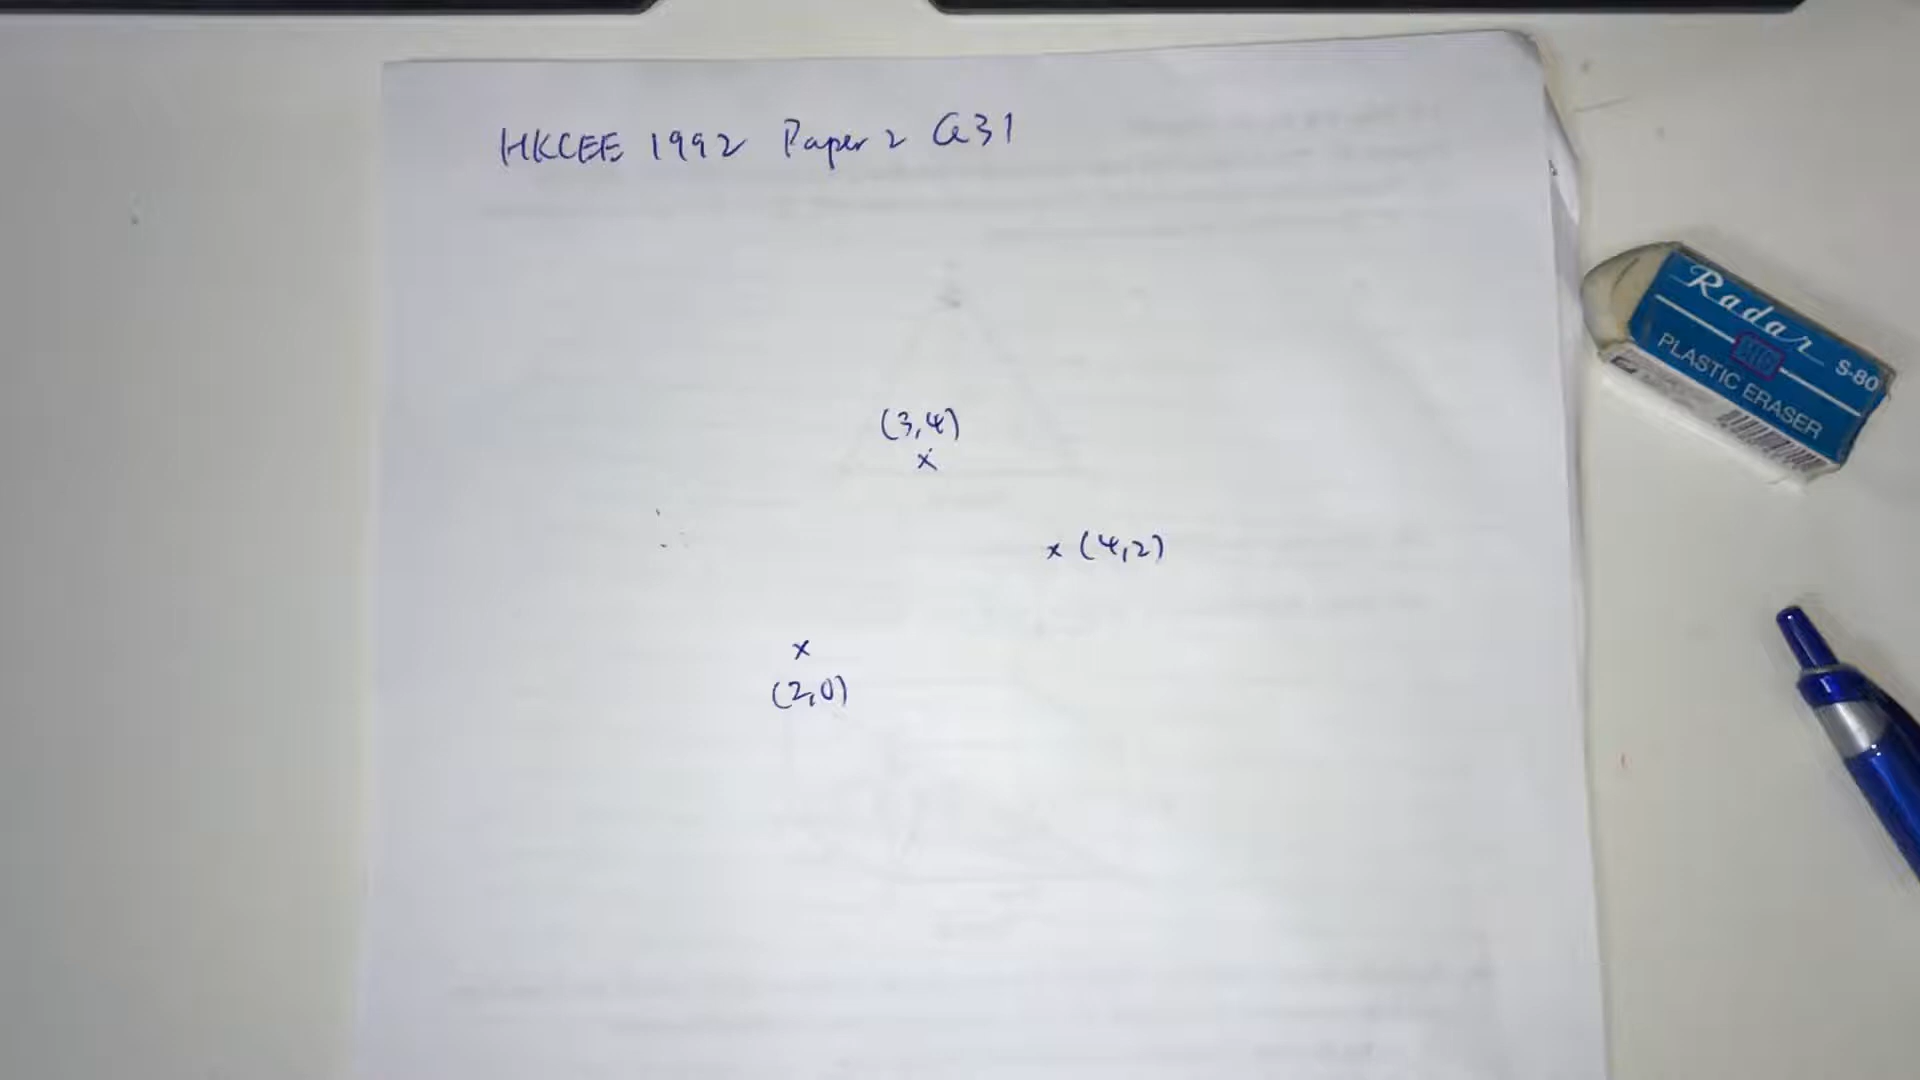 HKCEE 1992 Paper 2 Q31
(3,4)
x
x (4,2)
x
(2,0)
Radar
S-80
PLASTIC ERASER